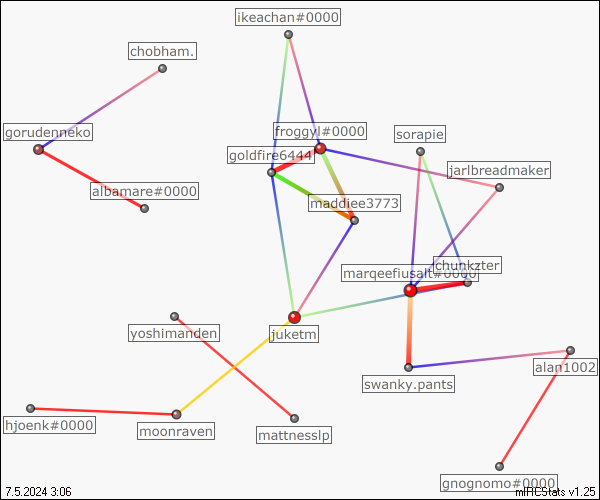 ikeachan#0000
chobham.
gorudenneko
froggyl#0000
sorapie
goldfire6444
jarlbreadmaker
albamare#0000
maddiee3773
chunkzter
marqeefiusalt#0000
yoshimanden
juketm
alan1002
swanky.pants
hjoenk#0000
moonraven
mattnesslp
gnognomo#0000
7.5.2024 3:06
mIRCStats v1.25